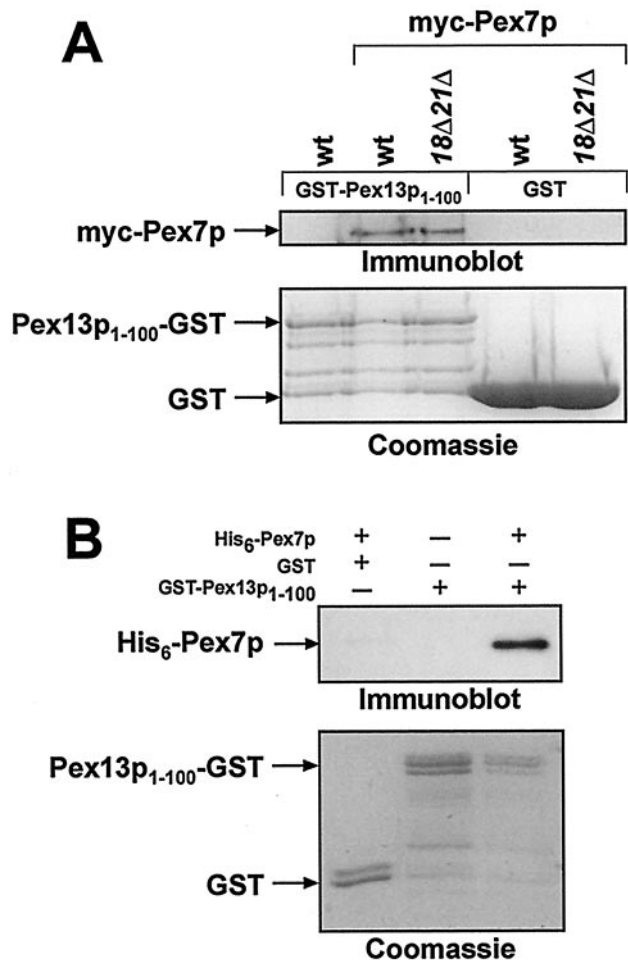 A
myc-Pex7p
wt wt 18Δ21Δ wt 18Δ21Δ
GST-Pex13p1-100 GST
myc-Pex7p
Immunoblot
Pex13p1-100-GST
GST
Coomassie
B
His6-Pex7p + — +
GST + — —
GST-Pex13p1-100 — + +
His6-Pex7p
Immunoblot
Pex13p1-100-GST
GST
Coomassie